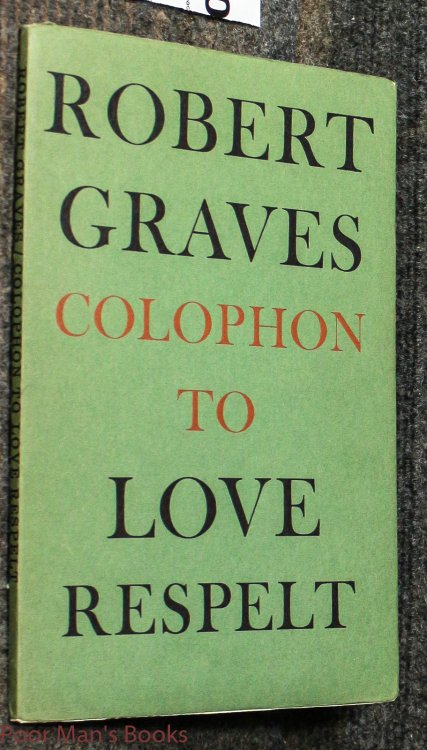 ROBERT
GRAVES
COLOPHON
TO
LOVE
RESPELT
ROBERT GRAVES / COLOPHON TO LOVE RESPELT
Poor Man's Books